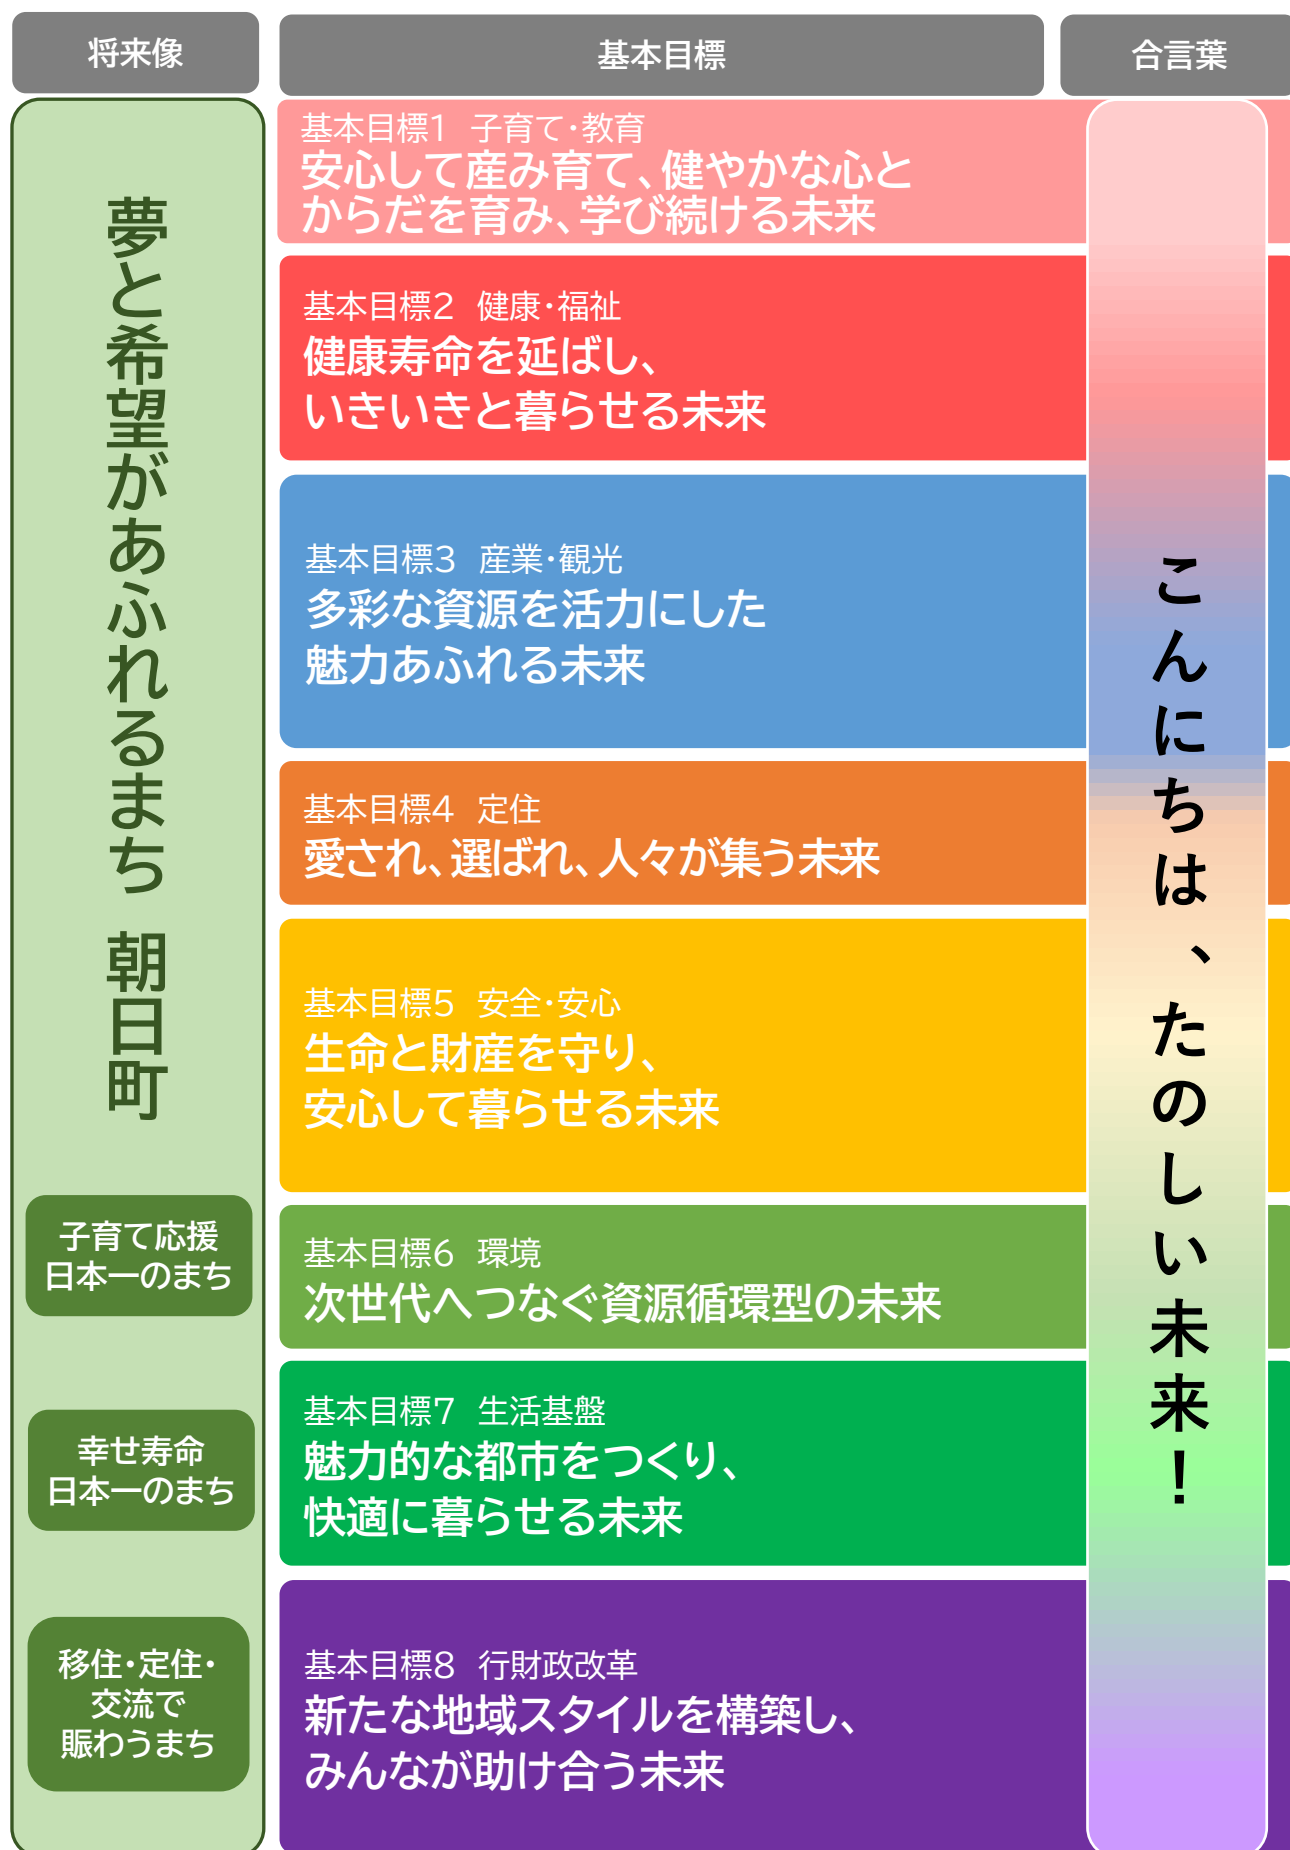 将来像
基本目標
合言葉
夢と希望があふれるまち 朝日町
子育て応援
日本一のまち
幸せ寿命
日本一のまち
移住・定住・
交流で
賑わうまち
基本目標1 子育て・教育
安心して産み育て、健やかな心と
からだを育み、学び続ける未来
基本目標2 健康・福祉
健康寿命を延ばし、
いきいきと暮らせる未来
基本目標3 産業・観光
多彩な資源を活力にした
魅力あふれる未来
基本目標4 定住
愛され、選ばれ、人々が集う未来
基本目標5 安全・安心
生命と財産を守り、
安心して暮らせる未来
基本目標6 環境
次世代へつなぐ資源循環型の未来
基本目標7 生活基盤
魅力的な都市をつくり、
快適に暮らせる未来
基本目標8 行財政改革
新たな地域スタイルを構築し、
みんなが助け合う未来
こんにちは、たのしい未来！